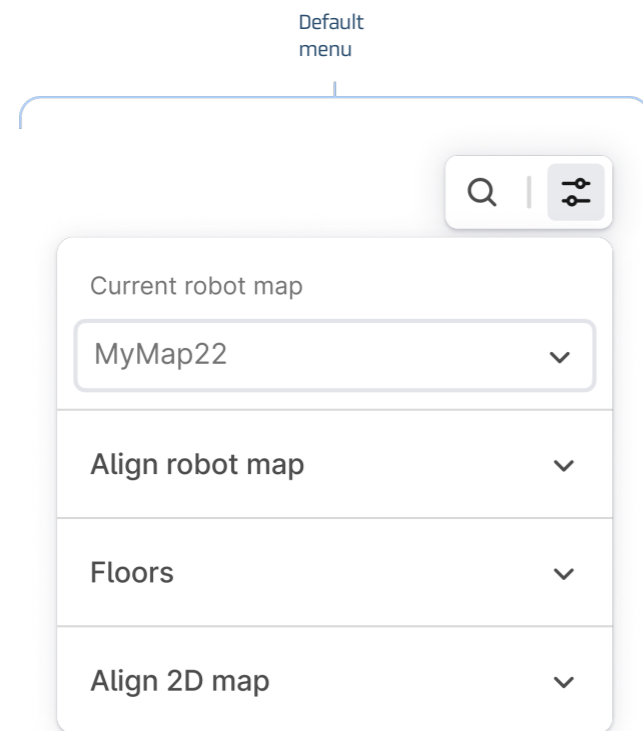 Default
menu
Current robot map
MyMap22
Align robot map
Floors
Align 2D map